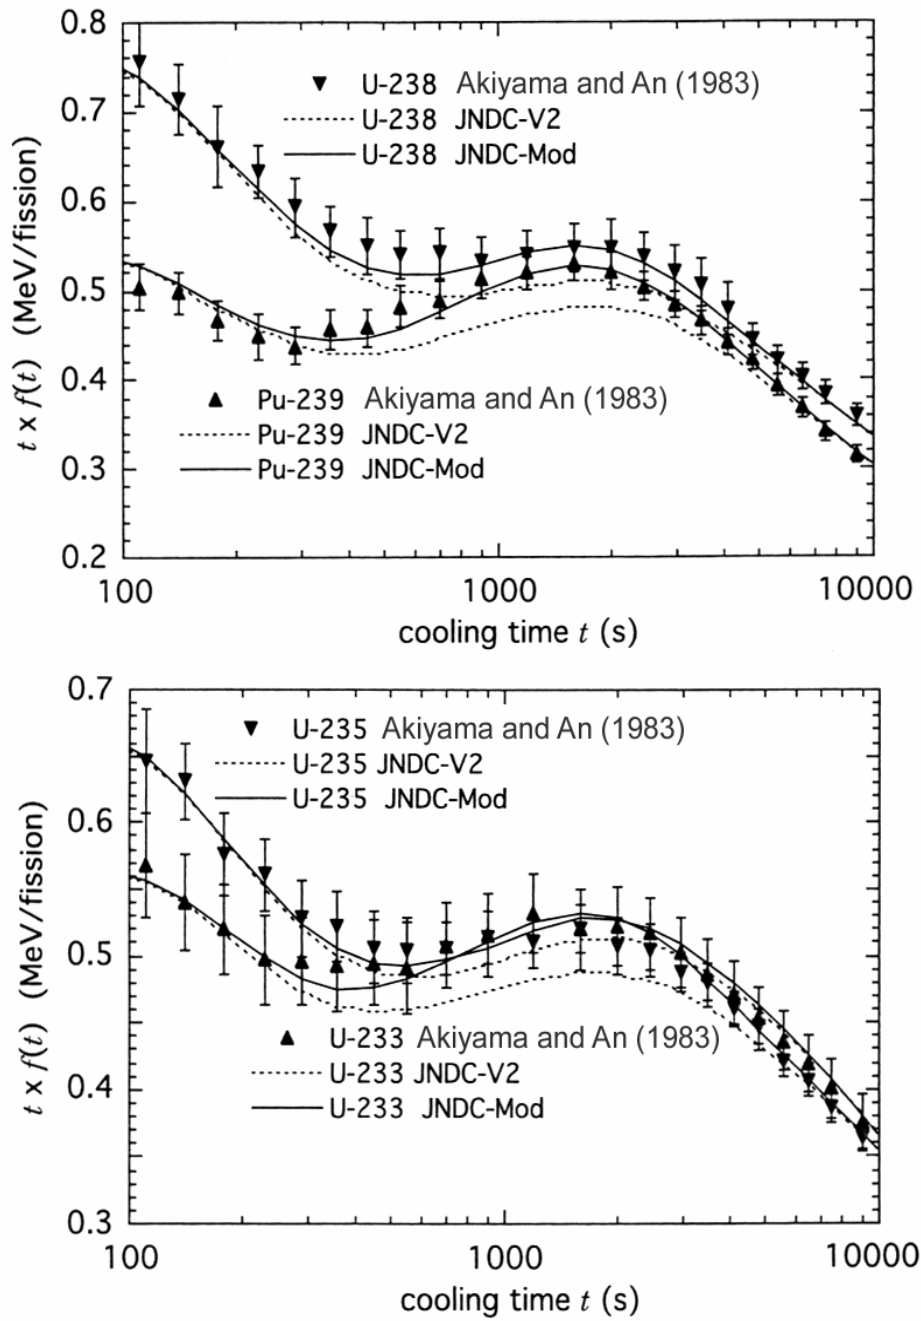 0.8
0.7
0.6
0.5
0.4
0.3
0.2
t x f(t) (MeV/fission)
U-238 Akiyama and An (1983)
U-238 JNDC-V2
U-238 JNDC-Mod
Pu-239 Akiyama and An (1983)
Pu-239 JNDC-V2
Pu-239 JNDC-Mod
100 1000 10000
cooling time t (s)
0.7
0.6
0.5
0.4
0.3
t x f(t) (MeV/fission)
U-235 Akiyama and An (1983)
U-235 JNDC-V2
U-235 JNDC-Mod
U-233 Akiyama and An (1983)
U-233 JNDC-V2
U-233 JNDC-Mod
100 1000 10000
cooling time t (s)